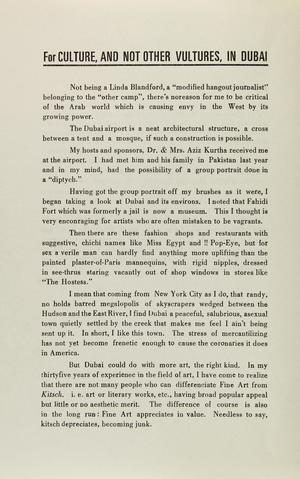 For CULTURE, AND NOT OTHER VULTURES, IN DUBAI
Not being a Linda Blandford, a “modified hangout journalist”
belonging to the “other camp”, there's noreason for me to be critical
of the Arab world which is causing envy in the West by its
growing power.
The Dubai airport is a neat architectural structure, a cross
between a tent and a mosque, if such a construction is possible.
My hosts and sponsors, Dr. & Mrs. Aziz Kurtha received me
at the airport. I had met him and his family in Pakistan last year
and in my mind, had the possibility of a group portrait done in
a “diptych.”
Having got the group portrait off my brushes as it were, I
began taking a look at Dubai and its environs. I noted that Fahidi
Fort which was formerly a jail is now a museum. This I thought is
very encouraging for artists who are often mistaken to be vagrants.
Then there are these fashion shops and restaurants with
suggestive, chichi names like Miss Egypt and !! Pop-Eye, but for
sex a verile man can hardly find anything more uplifting than the
painted plaster-of-Paris mannequins, with rigid nipples, dressed
in see-thrus staring vacantly out of shop windows in stores like
“The Hostess.”
I mean that coming from New York City as I do, that randy,
no holds barred megalopolis of skyscrapers wedged between the
Hudson and the East River, I find Dubai a peaceful, salubrious, asexual
town quietly settled by the creek that makes me feel I ain't being
sent up it. In short, I like this town. The stress of mercantilizing
has not yet become frenetic enough to cause the coronaries it does
in America.
But Dubai could do with more art, the right kind. In my
thirtyfive years of experienec in the field of art, I have come to realize
that there are not many people who can differenciate Fine Art from
Kitsch. i. e. art or literary works, etc., having broad popular appeal
but little or no aesthetic merit. The difference of course is also
in the long run : Fine Art appreciates in value. Needless to say,
kitsch depreciates, becoming junk.